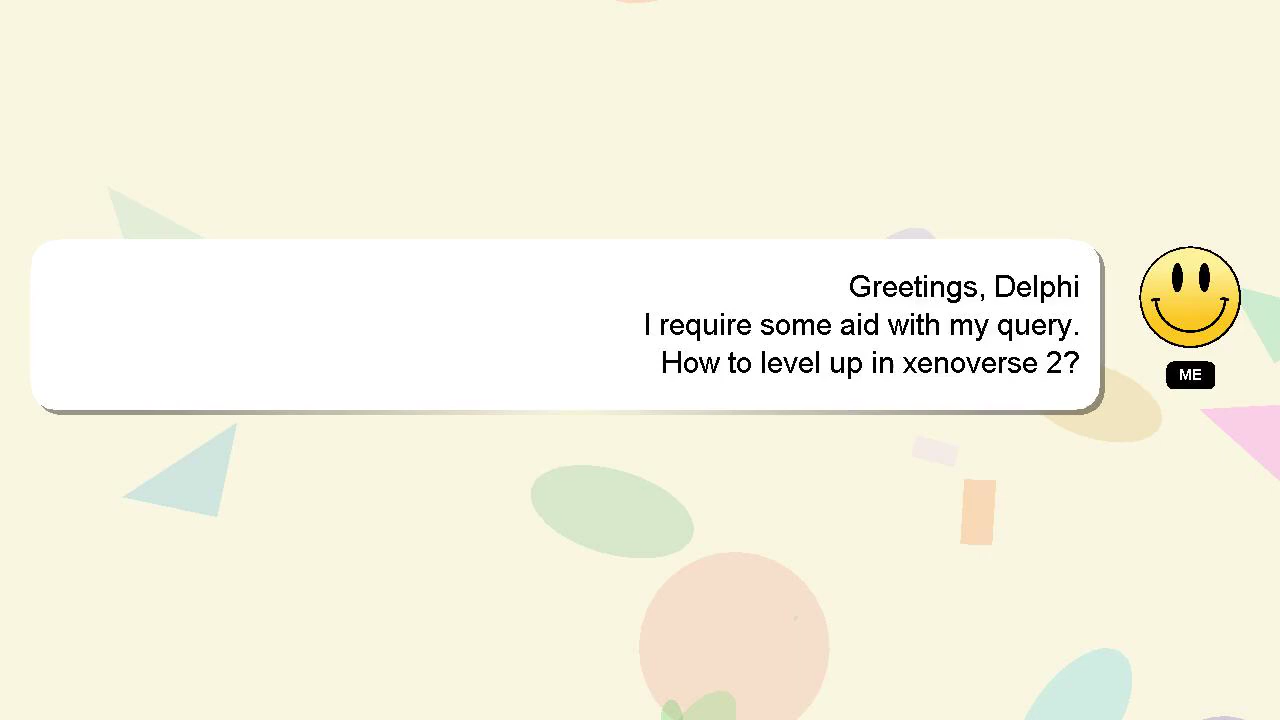 Greetings, Delphi
I require some aid with my query.
How to level up in xenoverse 2?
ME